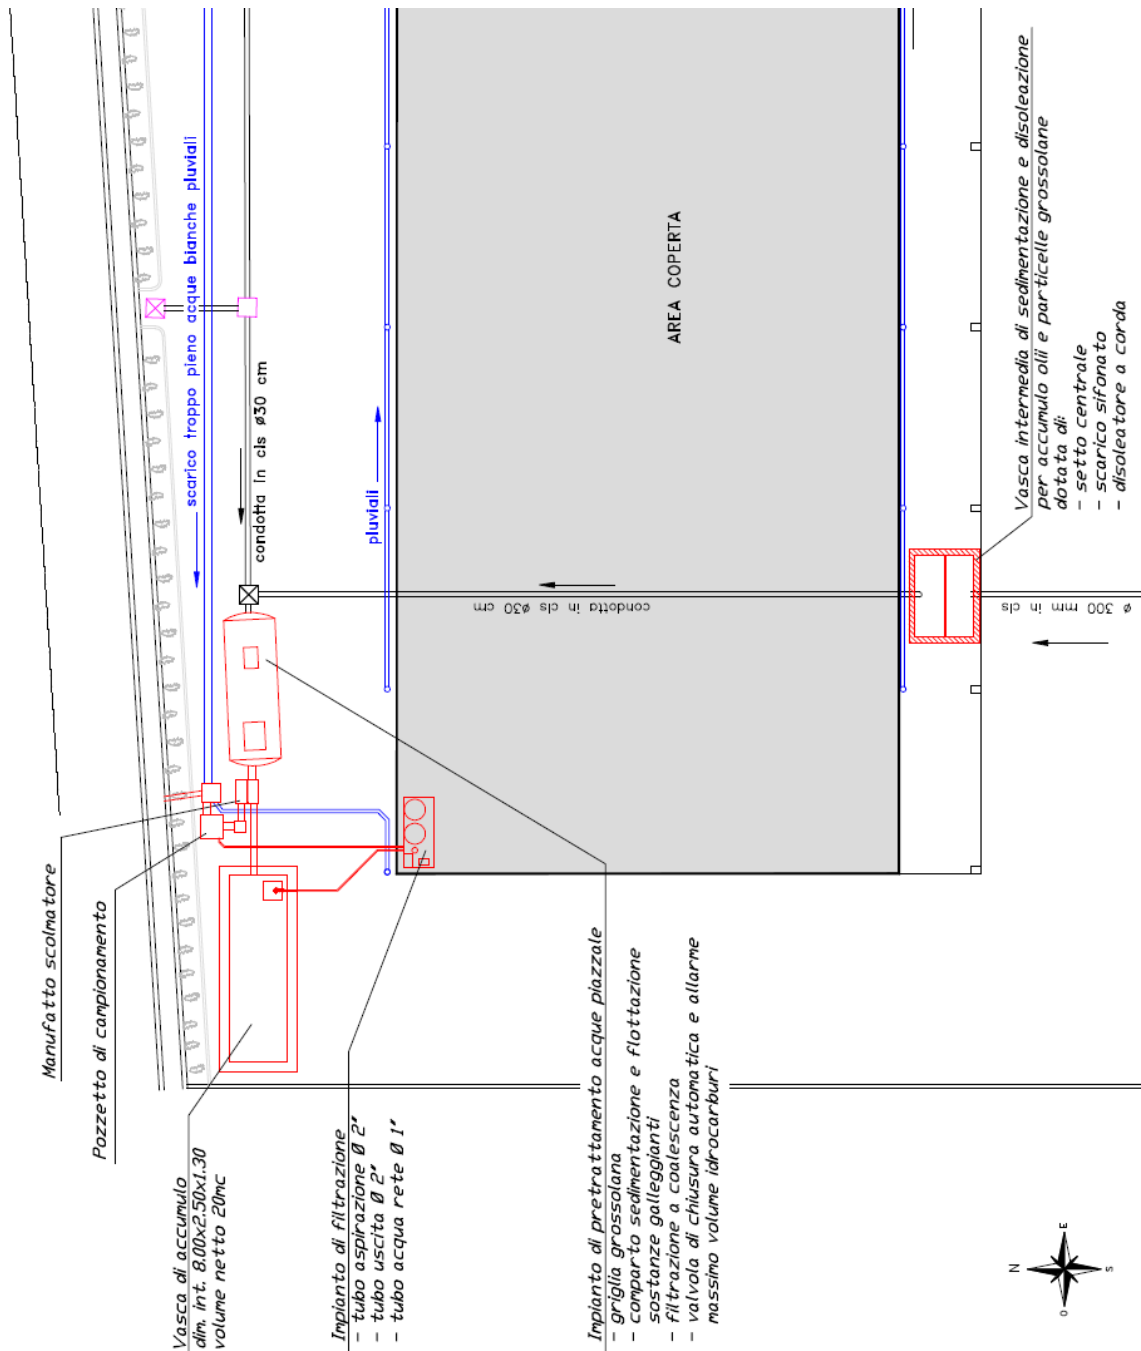 scarico troppo pieno acque bianche pluviali
condotta in cls ø30 cm
pluviali
AREA COPERTA
condotta in cls ø30 cm
ø 300 mm in cls
Vasca intermedia di sedimentazione e disoleazione
per accumulo olii e particelle grossolane
dotata di:
- setto centrale
- scarico sifonato
- disoleatore a corda
Manufatto scolmatore
Pozzetto di campionamento
Vasca di accumulo
dim. int. 8.00x2.50x1.30
volume netto 20mc
Impianto di filtrazione
- tubo aspirazione Ø 2"
- tubo uscita Ø 2"
- tubo acqua rete Ø 1"
Impianto di pretrattamento acque piazzale
- griglia grossolana
- comparto sedimentazione e flottazione
sostanze galleggianti
- filtrazione a coalescenza
- valvola di chiusura automatica e allarme
massimo volume idrocarburi
N
E
S
O